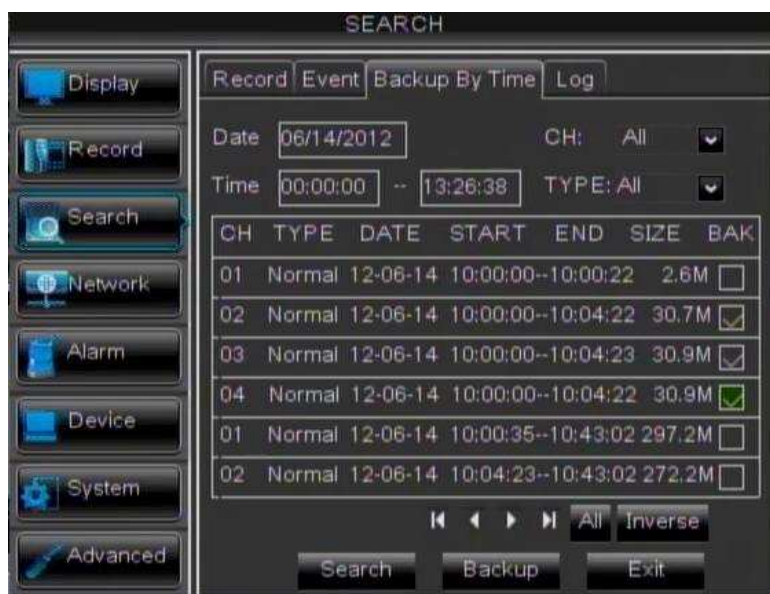 SEARCH
Display
Record
Search
Network
Alarm
Device
System
Advanced
Record Event Backup By Time Log
Date 06/14/2012 CH: All
Time 00:00:00 -- 13:26:38 TYPE: All
CH TYPE DATE START END SIZE BAK
01 Normal 12-06-14 10:00:00--10:00:22 2.6M
02 Normal 12-06-14 10:00:00--10:04:22 30.7M
03 Normal 12-06-14 10:00:00--10:04:23 30.9M
04 Normal 12-06-14 10:00:00--10:04:22 30.9M
01 Normal 12-06-14 10:00:35--10:43:02 297.2M
02 Normal 12-06-14 10:04:23--10:43:02 272.2M
All Inverse
Search Backup Exit